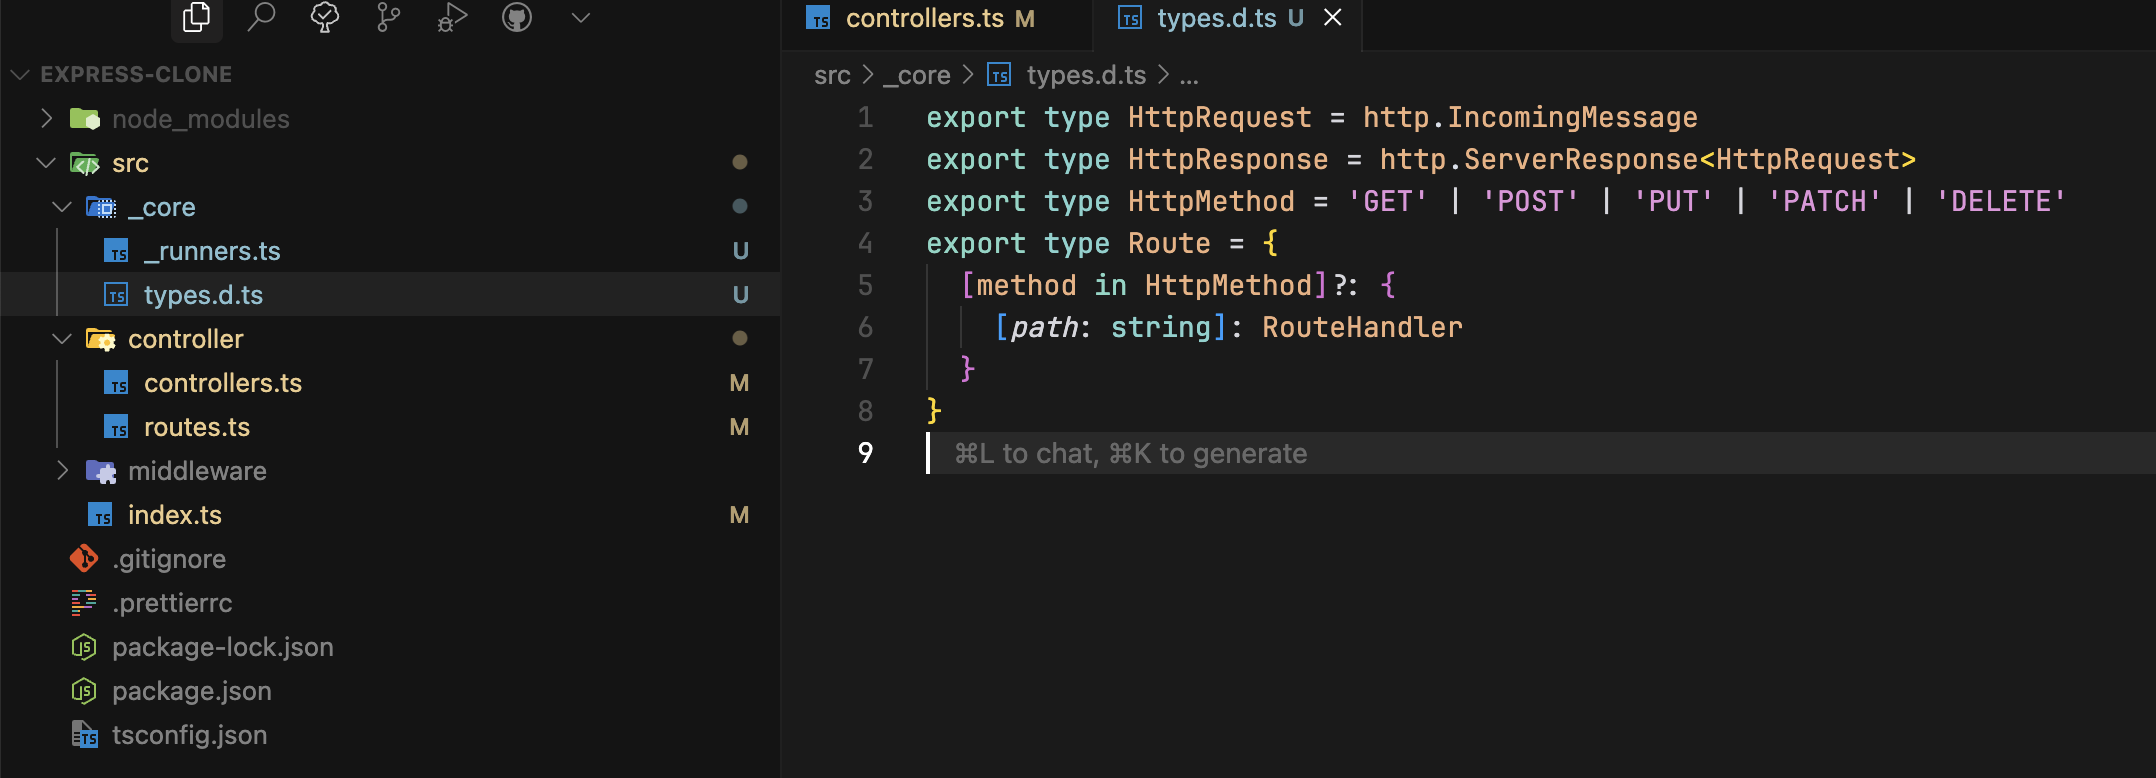 EXPRESS-CLONE
node_modules
src
_core
_runners.ts U
types.d.ts U
controller
controllers.ts M
routes.ts M
middleware
index.ts M
.gitignore
.prettierrc
package-lock.json
package.json
tsconfig.json
TS controllers.ts M
TS types.d.ts U
src > _core > TS types.d.ts > ...
1 export type HttpRequest = http.IncomingMessage
2 export type HttpResponse = http.ServerResponse<HttpRequest>
3 export type HttpMethod = 'GET' | 'POST' | 'PUT' | 'PATCH' | 'DELETE'
4 export type Route = {
5 [method in HttpMethod]?: {
6 [path: string]: RouteHandler
7 }
8 }
9 ⌘L to chat, ⌘K to generate